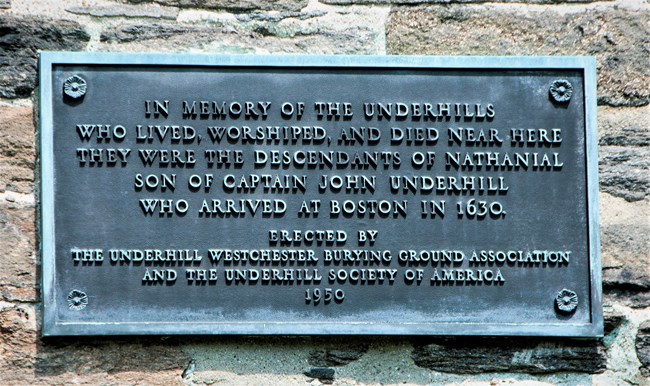 IN MEMORY OF THE UNDERHILLS
WHO LIVED, WORSHIPED, AND DIED NEAR HERE
THEY WERE THE DESCENDANTS OF NATHANIAL
SON OF CAPTAIN JOHN UNDERHILL
WHO ARRIVED AT BOSTON IN 1630.
ERECTED BY
THE UNDERHILL WESTCHESTER BURYING GROUND ASSOCIATION
AND THE UNDERHILL SOCIETY OF AMERICA
1950